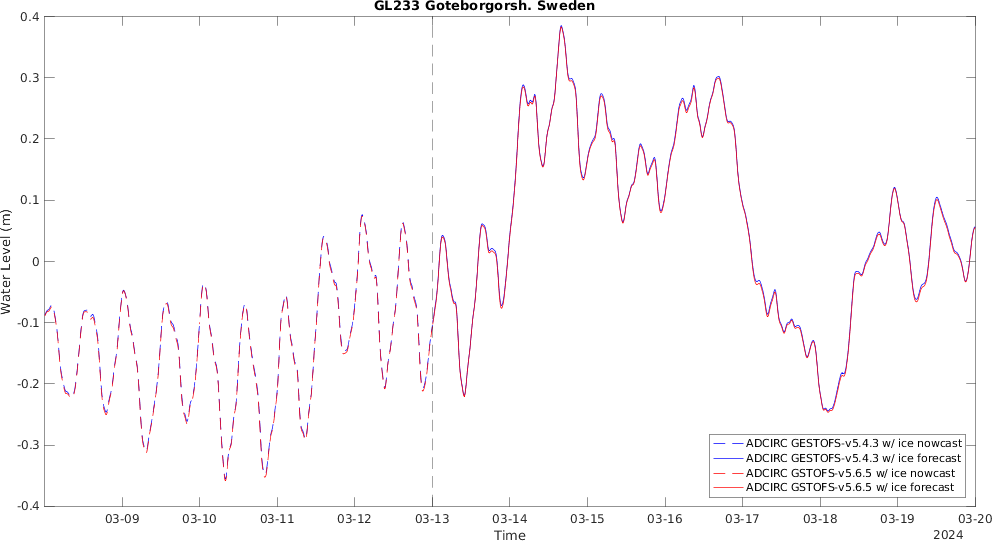 GL233 Goteborgorsh. Sweden
Water Level (m)
0.4
0.3
0.2
0.1
0
-0.1
-0.2
-0.3
-0.4
03-09 03-10 03-11 03-12 03-13 03-14 03-15 03-16 03-17 03-18 03-19 03-20
Time
2024
ADCIRC GESTOFS-v5.4.3 w/ ice nowcast
ADCIRC GESTOFS-v5.4.3 w/ ice forecast
ADCIRC GSTOFS-v5.6.5 w/ ice nowcast
ADCIRC GSTOFS-v5.6.5 w/ ice forecast